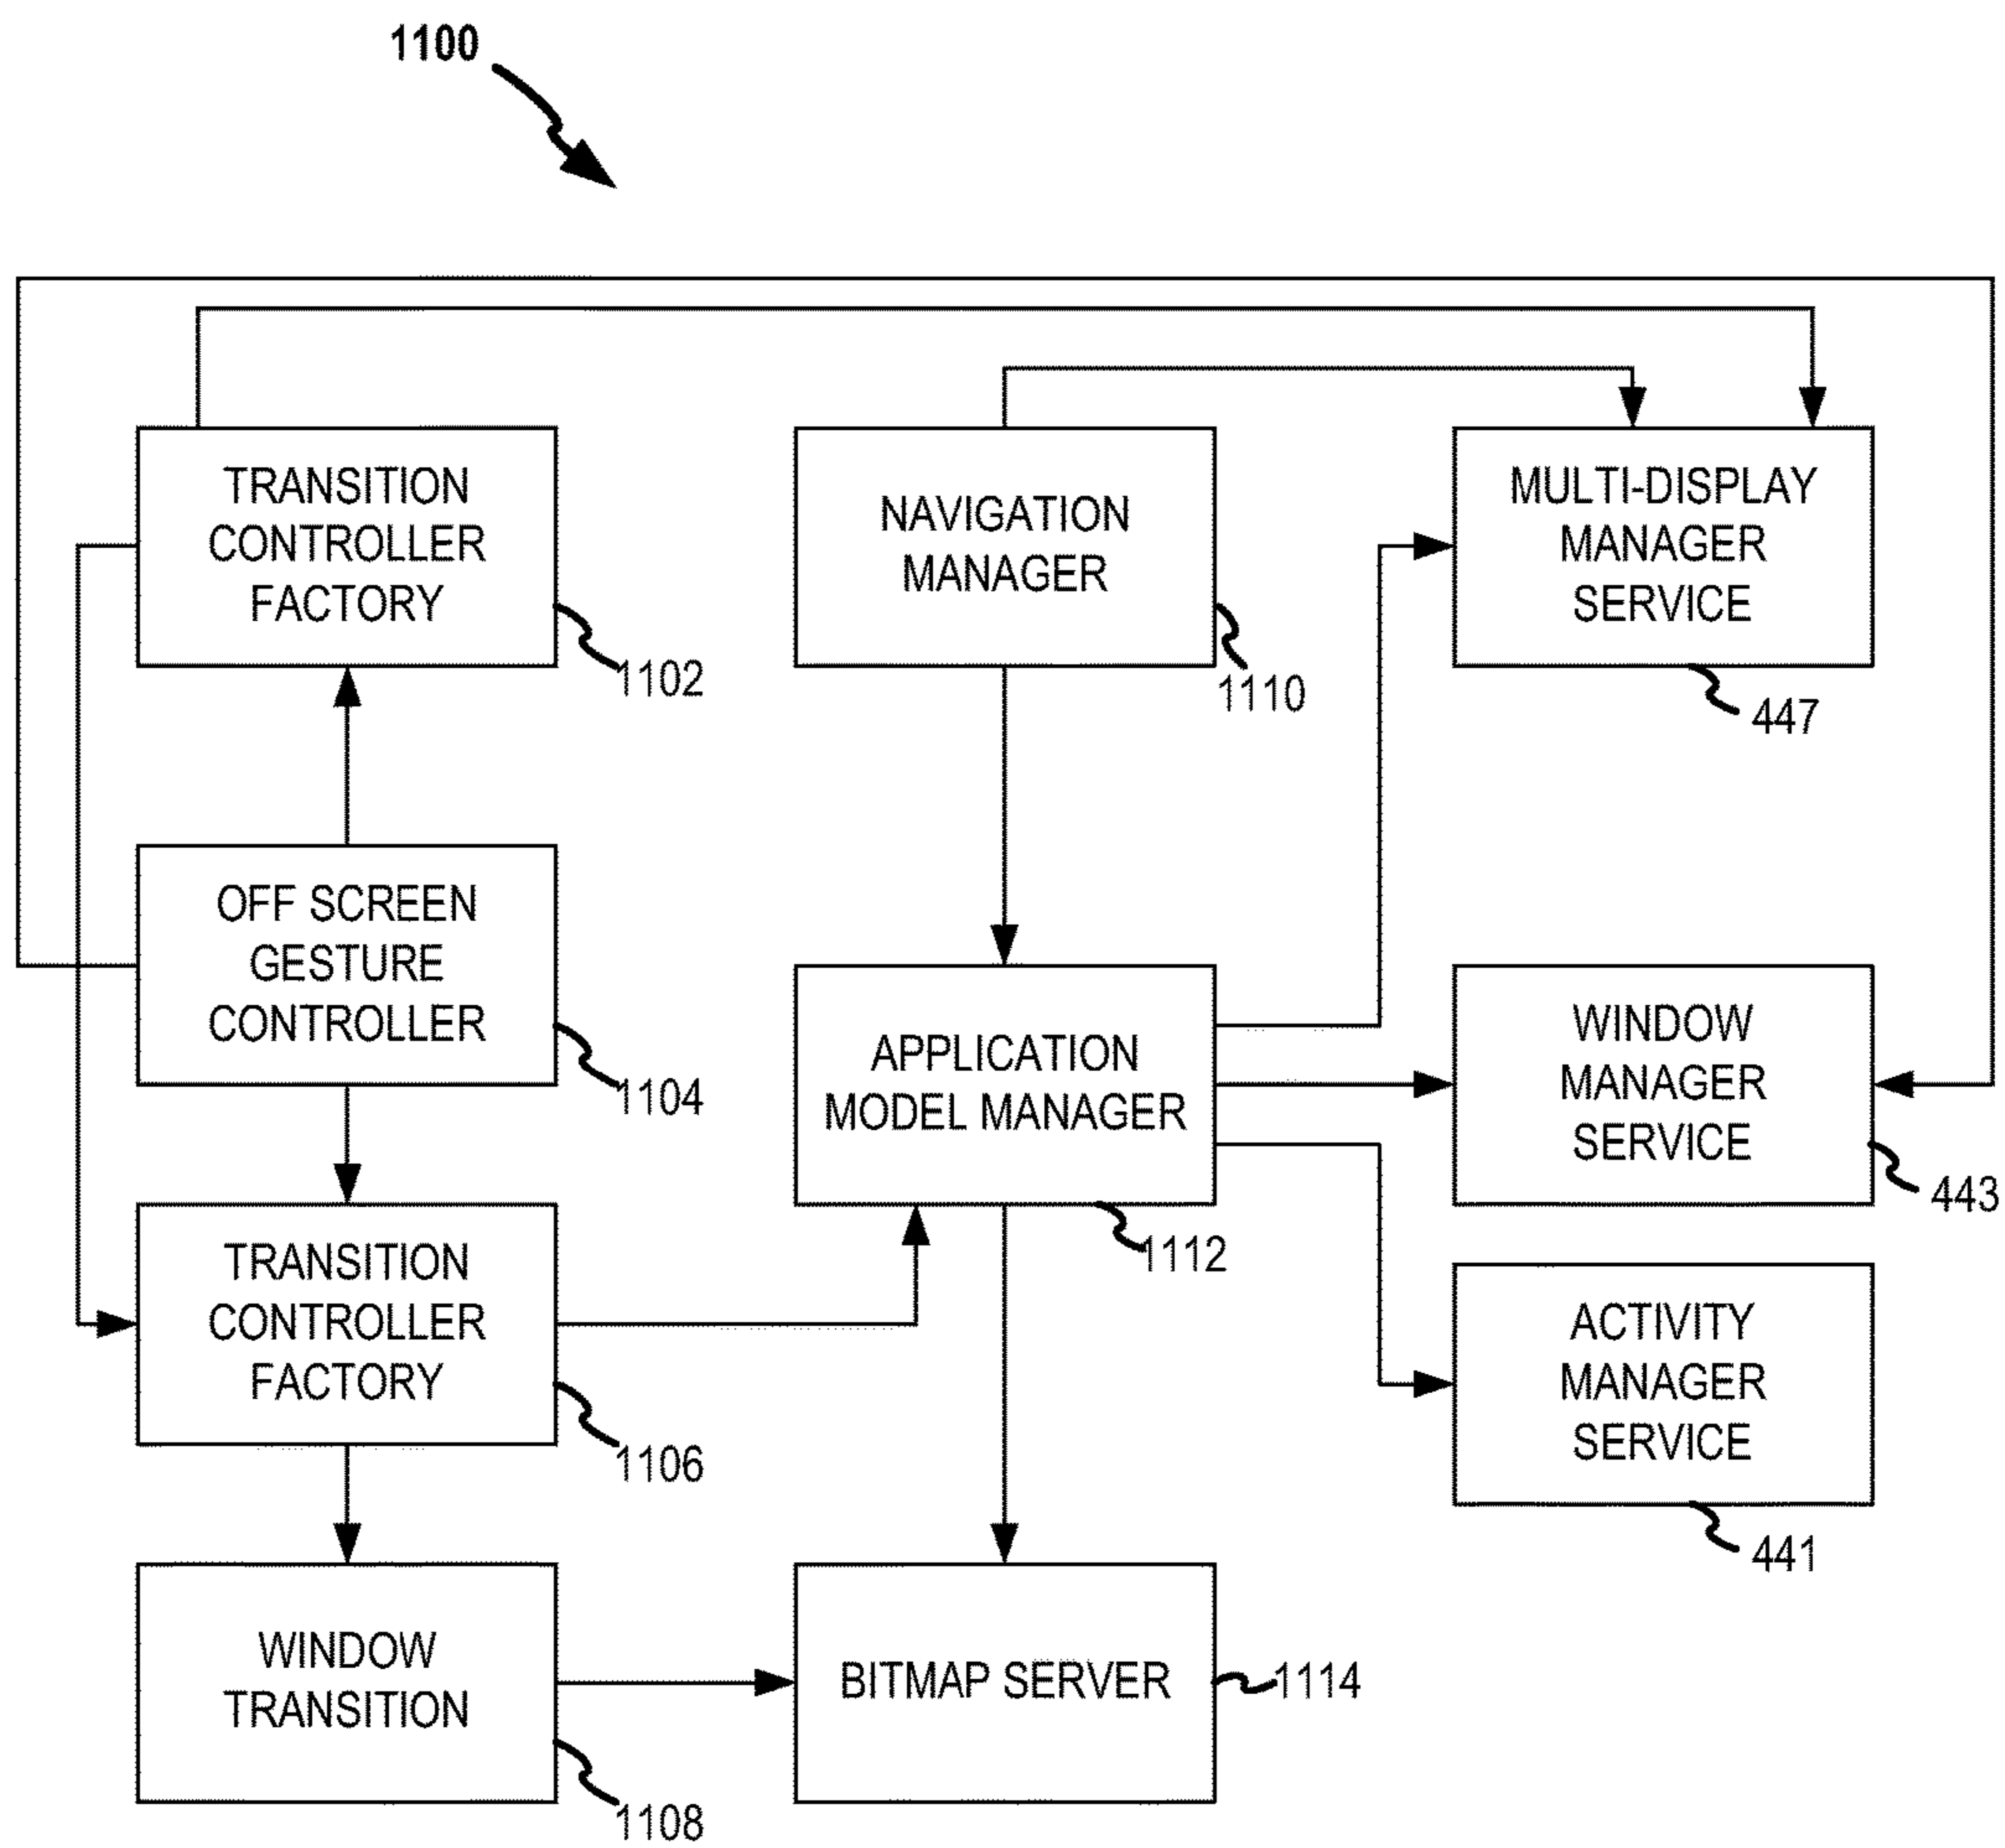 1100
TRANSITION
CONTROLLER
FACTORY
1102
NAVIGATION
MANAGER
1110
MULTI-DISPLAY
MANAGER
SERVICE
447
OFF SCREEN
GESTURE
CONTROLLER
1104
APPLICATION
MODEL MANAGER
1112
WINDOW
MANAGER
SERVICE
443
TRANSITION
CONTROLLER
FACTORY
1106
ACTIVITY
MANAGER
SERVICE
441
WINDOW
TRANSITION
1108
BITMAP SERVER
1114